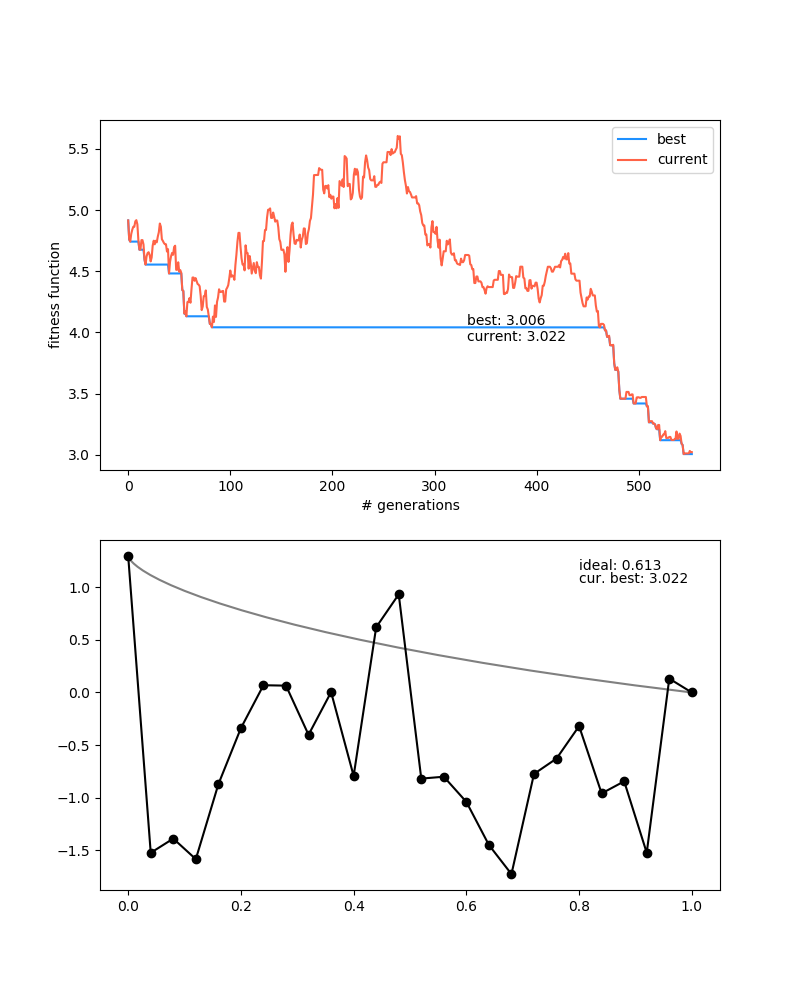 best
current
5.5
5.0
4.5
4.0
3.5
3.0
fitness function
best: 3.006
current: 3.022
0 100 200 300 400 500
# generations
ideal: 0.613
cur. best: 3.022
1.0
0.5
0.0
−0.5
−1.0
−1.5
0.0 0.2 0.4 0.6 0.8 1.0